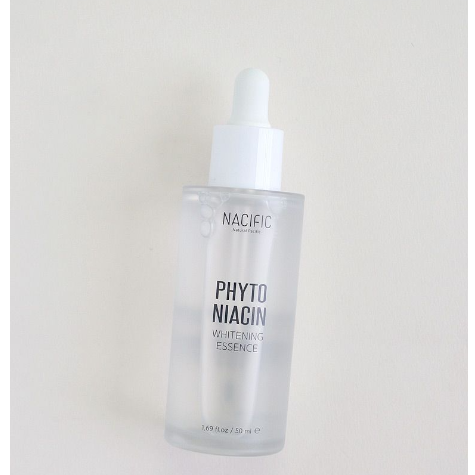 NACIFIC
PHYTO
NIACIN
WHITENING
ESSENCE
1.69 fl.oz / 50 ml ℮